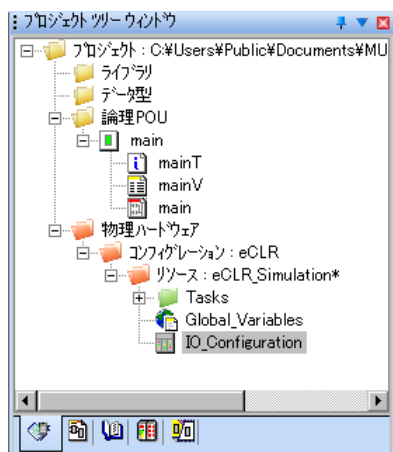 プロジェクト ツリー ウィンドウ
プロジェクト : C:¥Users¥Public¥Documents¥MU
ライブラリ
データ型
論理POU
main
mainT
mainV
main
物理ハードウェア
コンフィグレーション : eCLR
リソース : eCLR_Simulation*
Tasks
Global_Variables
IO_Configuration